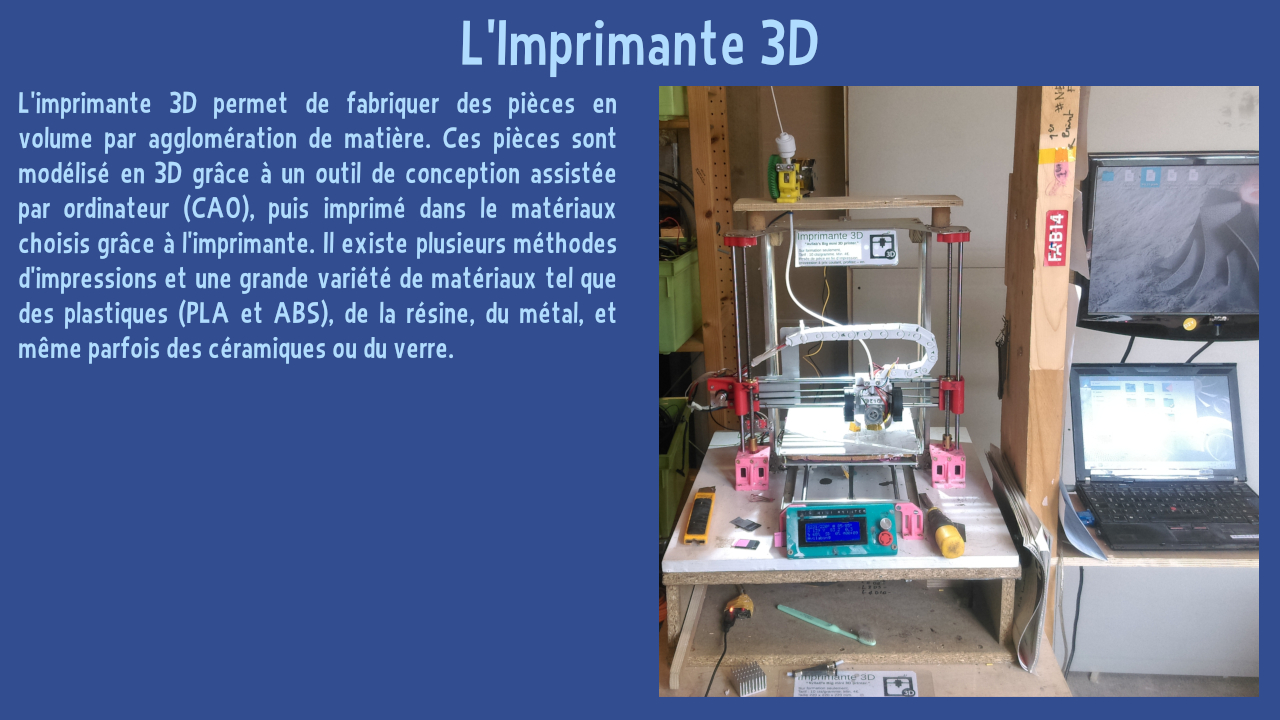 L'Imprimante 3D
L'imprimante 3D permet de fabriquer des pièces en
volume par agglomération de matière. Ces pièces sont
modélisé en 3D grâce à un outil de conception assistée
par ordinateur (CAO), puis imprimé dans le matériaux
choisis grâce à l'imprimante. Il existe plusieurs méthodes
d'impressions et une grande variété de matériaux tel que
des plastiques (PLA et ABS), de la résine, du métal, et
même parfois des céramiques ou du verre.
Imprimante 3D
3D
FAB14
Imprimante 3D
3D